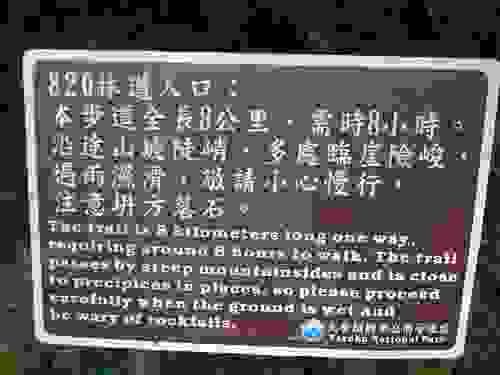 820林道入口：
本步道全長8公里，需時8小時。
沿途山坡陡峭，多處臨崖險峻，
遇雨濕滑，敬請小心慢行，
注意坍方落石。
The trail is 8 kilometers long one way,
requiring around 8 hours to walk. The trail
passes by steep mountainsides and is close
to precipices in places, so please proceed
carefully when the ground is wet and
be wary of rockfalls.
Taroko National Park